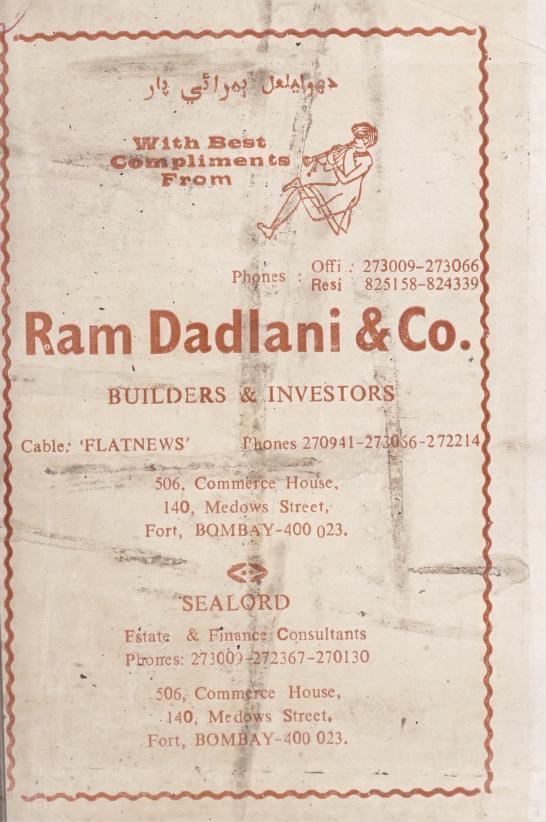 With Best
Compliments
From
Phones : Offi : 273009-273066
Resi 825158-824339
Ram Dadlani & Co.
BUILDERS & INVESTORS
Cable: 'FLATNEWS' Phones 270941-273066-272214
506, Commerce House,
140, Medows Street,
Fort, BOMBAY-400 023.
SEALORD
Estate & Finance Consultants
Phones: 273009-272367-270130
506, Commerce House,
140, Medows Street,
Fort, BOMBAY-400 023.